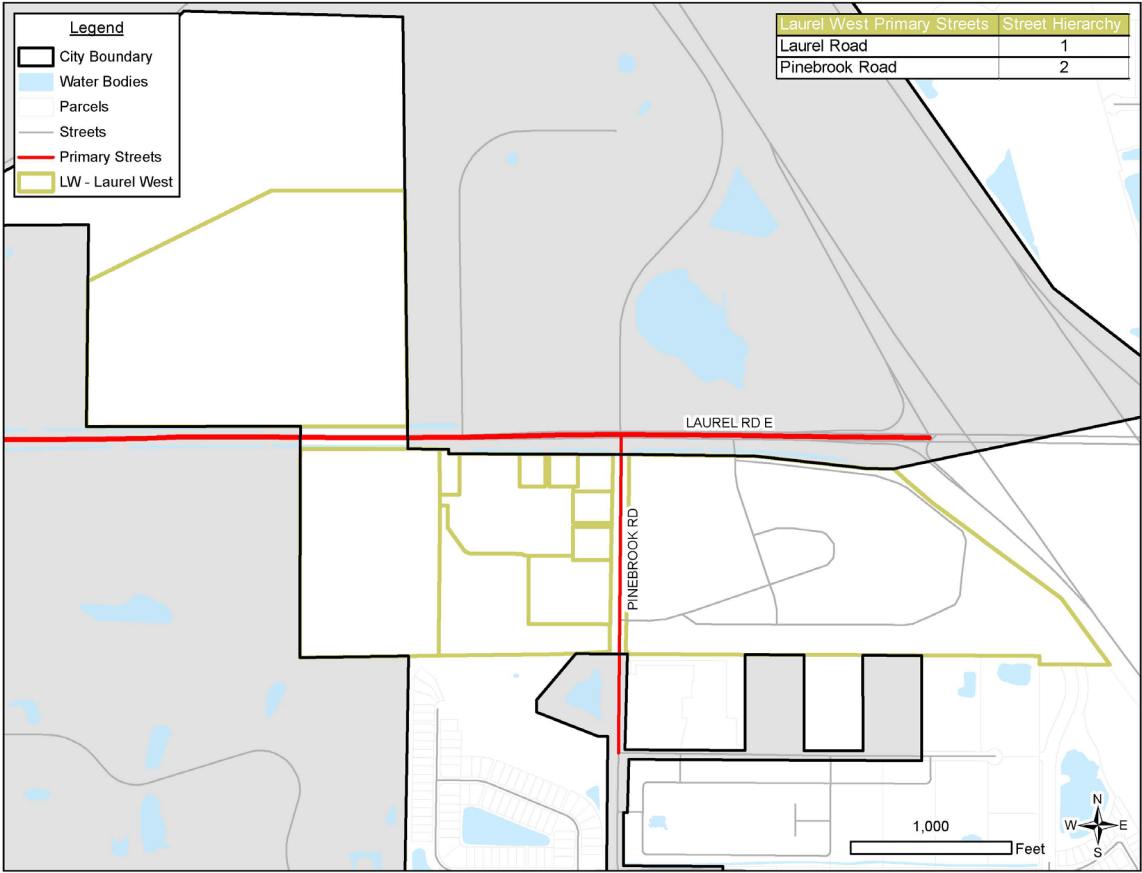 Legend
City Boundary
Water Bodies
Parcels
Streets
Primary Streets
LW - Laurel West
Laurel West Primary Streets Street Hierarchy
Laurel Road 1
Pinebrook Road 2
LAUREL RD E
PINEBROOK RD
N
W E
S
1,000
Feet